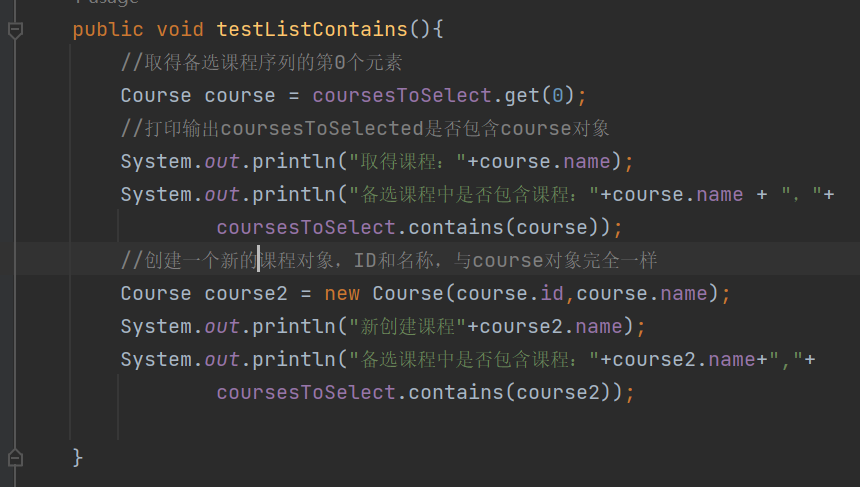 1 usage
public void testListContains(){
//取得备选课程序列的第0个元素
Course course = coursesToSelect.get(0);
//打印输出coursesToSelected是否包含course对象
System.out.println("取得课程："+course.name);
System.out.println("备选课程中是否包含课程："+course.name + "，"+
coursesToSelect.contains(course));
//创建一个新的课程对象，ID和名称，与course对象完全一样
Course course2 = new Course(course.id,course.name);
System.out.println("新创建课程"+course2.name);
System.out.println("备选课程中是否包含课程："+course2.name+","+
coursesToSelect.contains(course2));
}